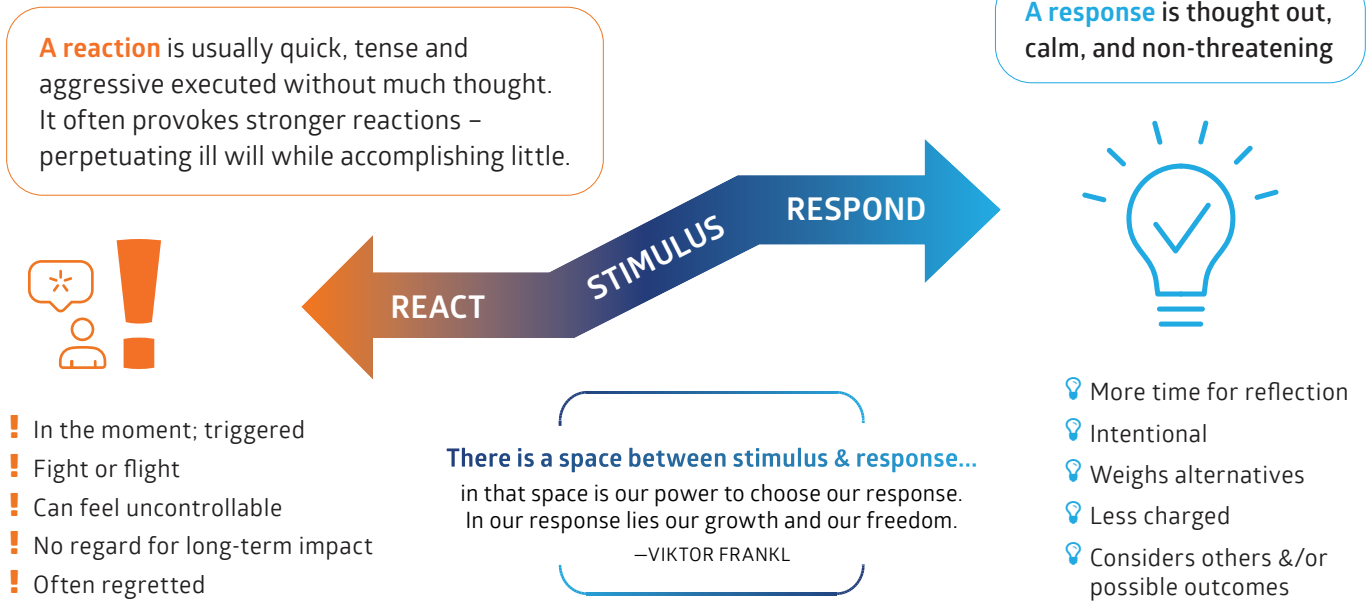 A reaction is usually quick, tense and
aggressive executed without much thought.
It often provokes stronger reactions –
perpetuating ill will while accomplishing little.
A response is thought out,
calm, and non-threatening
REACT
STIMULUS
RESPOND
! In the moment; triggered
! Fight or flight
! Can feel uncontrollable
! No regard for long-term impact
! Often regretted
There is a space between stimulus & response...
in that space is our power to choose our response.
In our response lies our growth and our freedom.
—VIKTOR FRANKL
More time for reflection
Intentional
Weighs alternatives
Less charged
Considers others &/or
possible outcomes